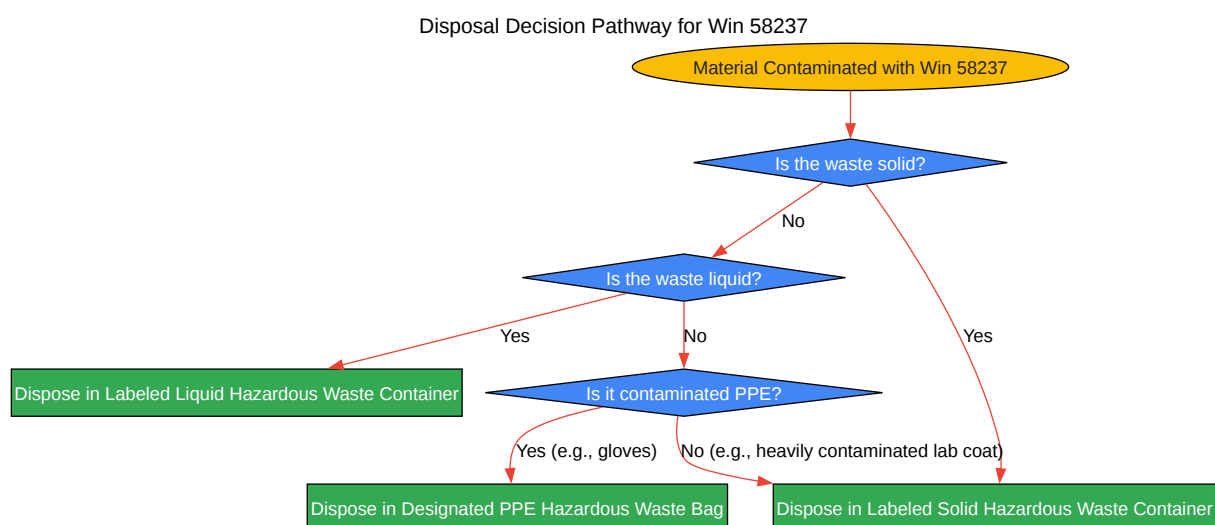 Disposal Decision Pathway for Win 58237
Material Contaminated with Win 58237
Is the waste solid?
No
Is the waste liquid?
Yes
No
Yes
Dispose in Labeled Liquid Hazardous Waste Container
Is it contaminated PPE?
Yes (e.g., gloves)
No (e.g., heavily contaminated lab coat)
Dispose in Designated PPE Hazardous Waste Bag
Dispose in Labeled Solid Hazardous Waste Container